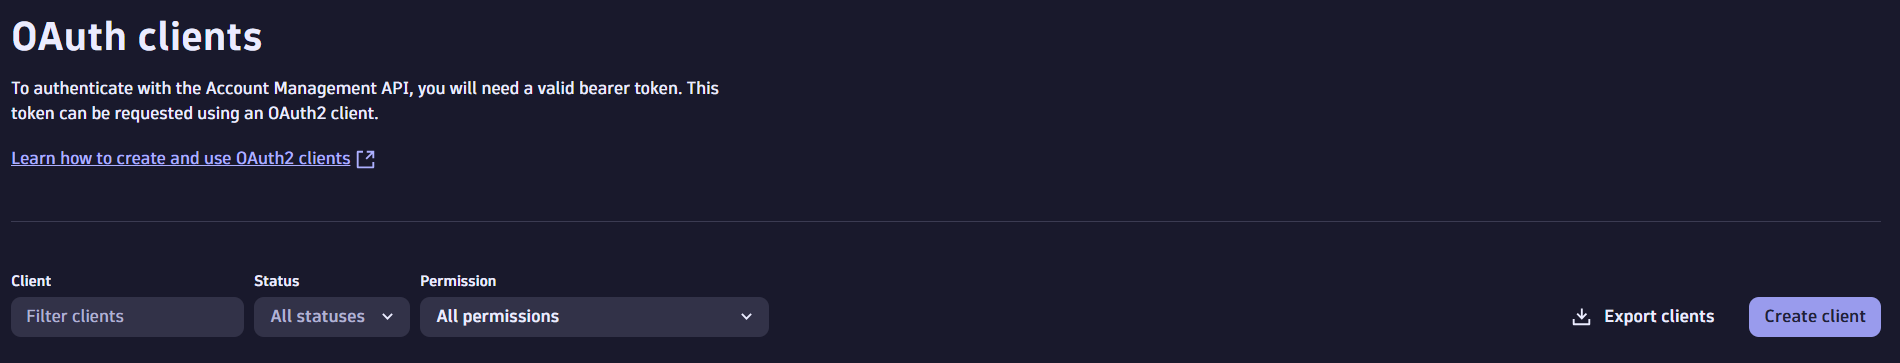 OAuth clients
To authenticate with the Account Management API, you will need a valid bearer token. This
token can be requested using an OAuth2 client.
Learn how to create and use OAuth2 clients
Client
Status
Permission
Filter clients
All statuses
All permissions
Export clients
Create client